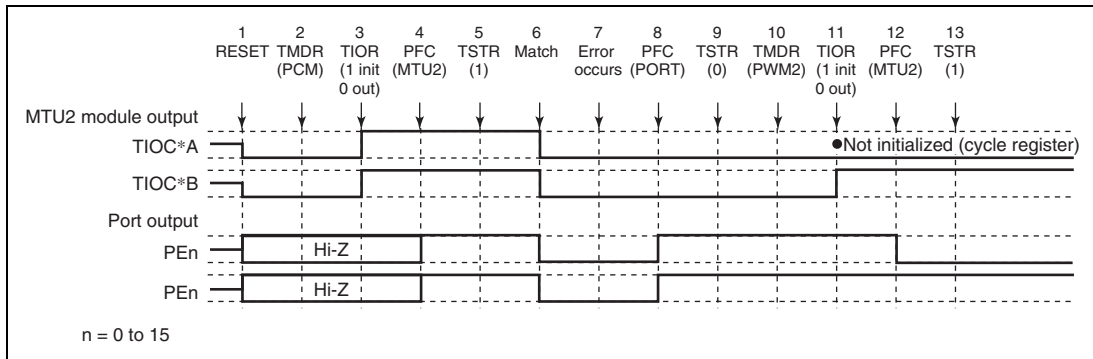 1 2 3 4 5 6 7 8 9 10 11 12 13
RESET TMDR TIOR PFC TSTR Match Error PFC TSTR TMDR TIOR PFC TSTR
(PCM) (1 init (MTU2) (1) occurs (PORT) (0) (PWM2) (1 init (MTU2) (1)
0 out) 0 out)
MTU2 module output
TIOC*A
●Not initialized (cycle register)
TIOC*B
Port output
PEn
Hi-Z
PEn
Hi-Z
n = 0 to 15